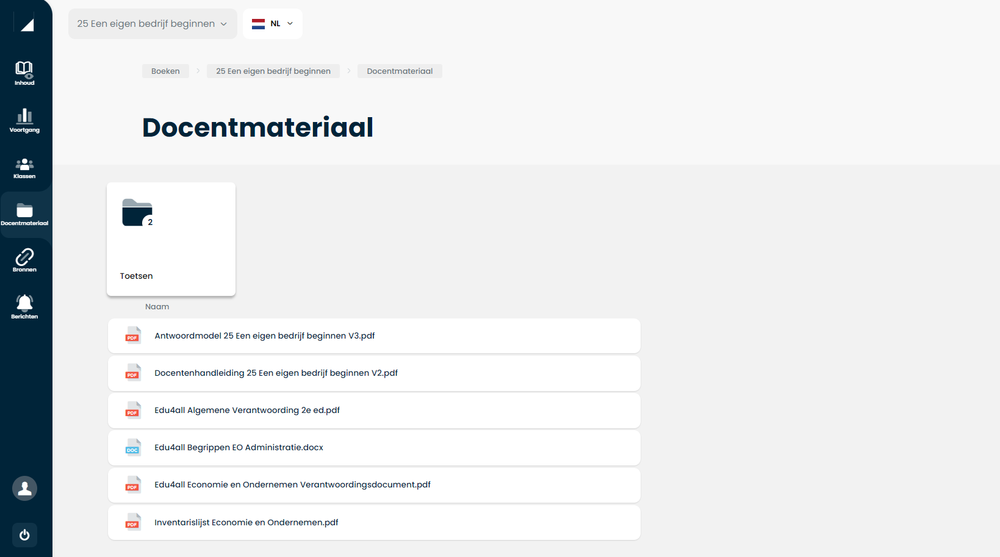 25 Een eigen bedrijf beginnen
NL
Inhoud
Voortgang
Klassen
Docentmateriaal
Bronnen
Berichten
Boeken
25 Een eigen bedrijf beginnen
Docentmateriaal
Docentmateriaal
2
Toetsen
Naam
PDF Antwoordmodel 25 Een eigen bedrijf beginnen V3.pdf
PDF Docentenhandleiding 25 Een eigen bedrijf beginnen V2.pdf
PDF Edu4all Algemene Verantwoording 2e ed.pdf
DOC Edu4all Begrippen EO Administratie.docx
PDF Edu4all Economie en Ondernemen Verantwoordingsdocument.pdf
PDF Inventarislijst Economie en Ondernemen.pdf